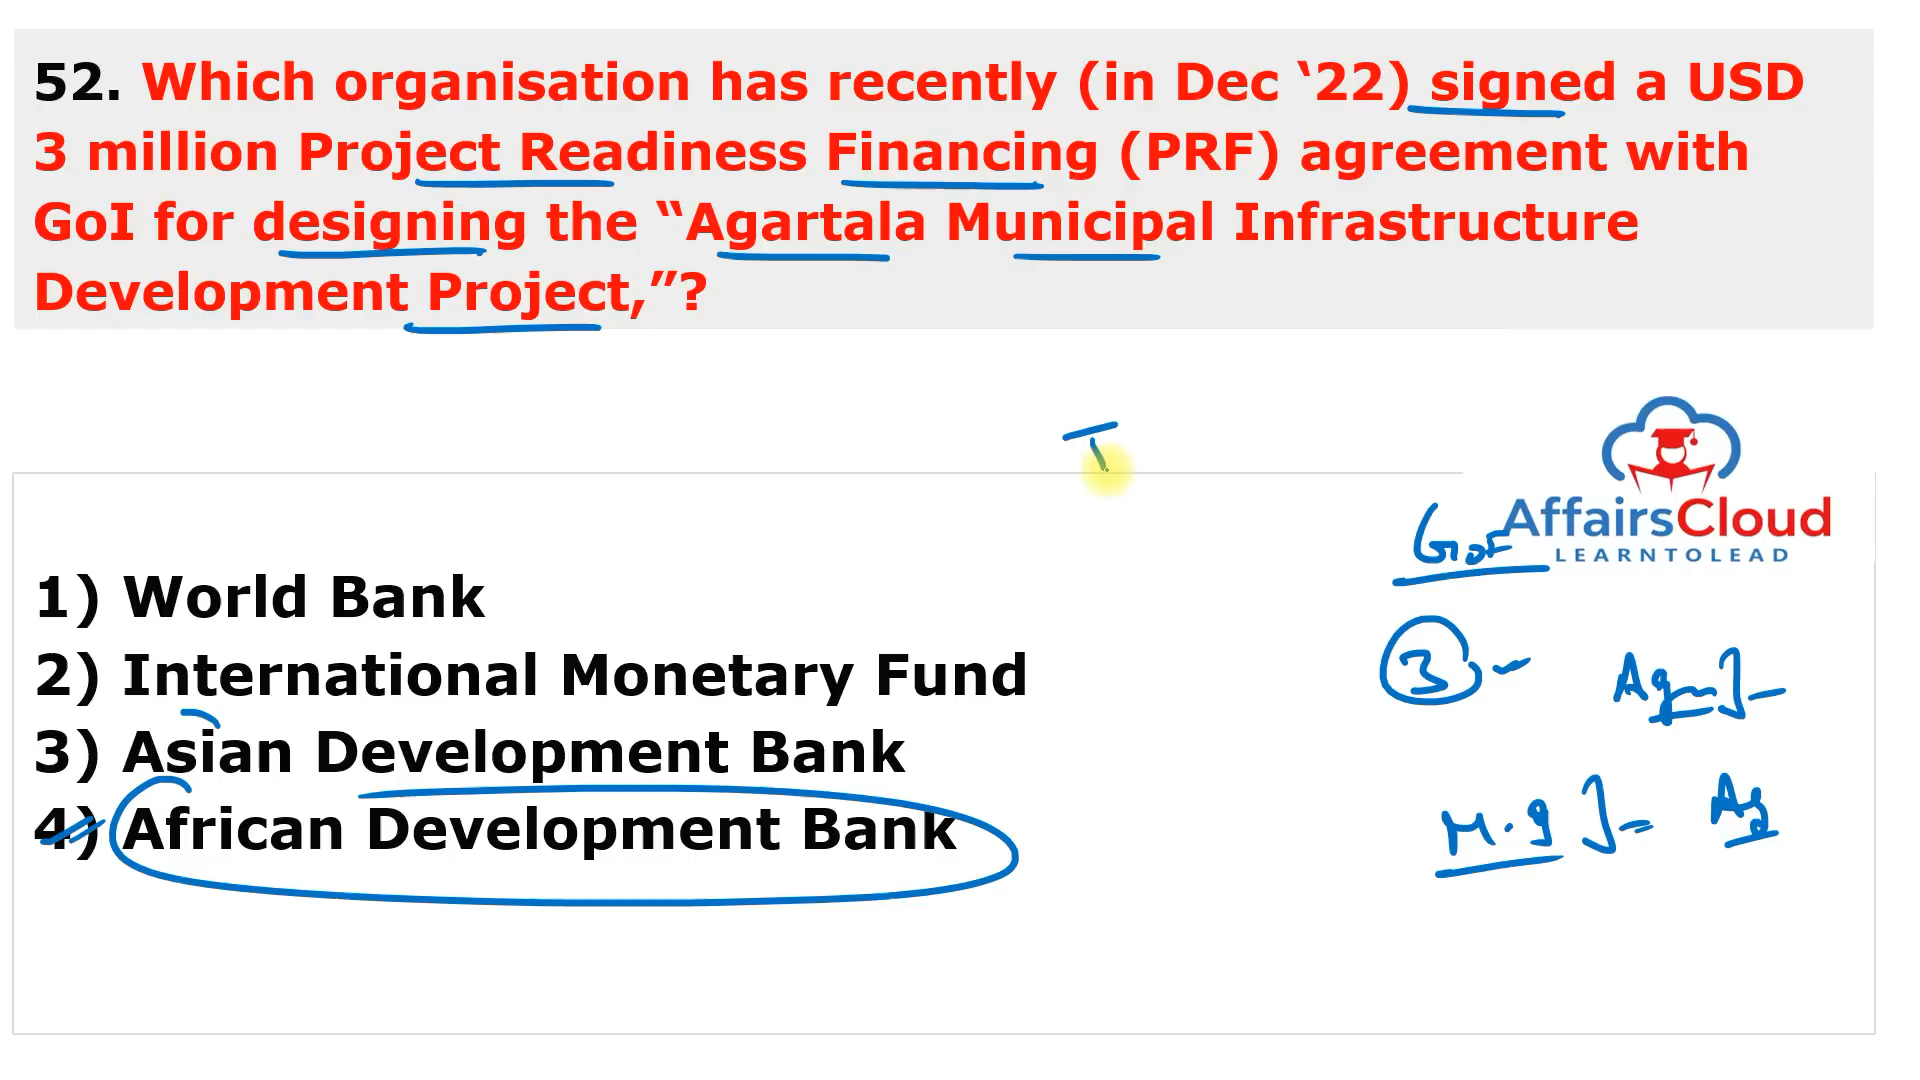 52. Which organisation has recently (in Dec ‘22) signed a USD
3 million Project Readiness Financing (PRF) agreement with
GoI for designing the “Agartala Municipal Infrastructure
Development Project,”?
T
AffairsCloud
LEARNTOLEAD
1) World Bank
2) International Monetary Fund
3) Asian Development Bank
4) African Development Bank
3
M.g
Ag